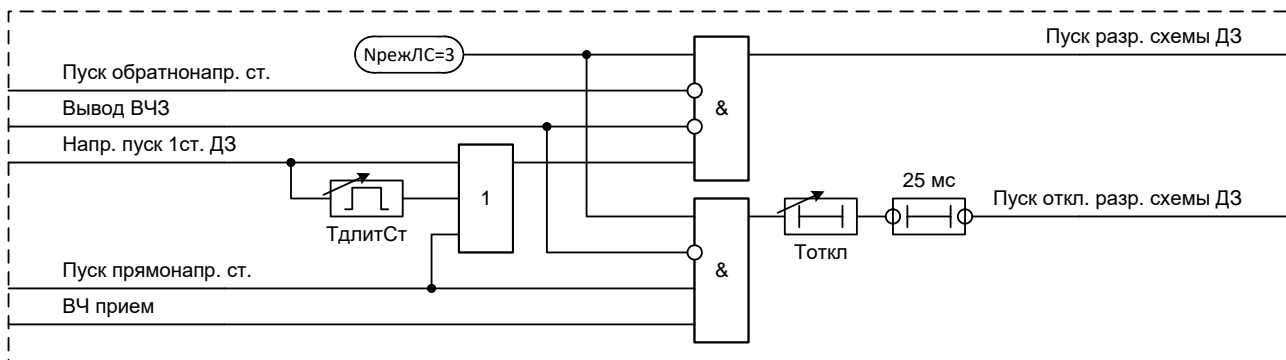 NрежЛС=3
Пуск разр. схемы ДЗ
Пуск обратнонапр. ст.
Вывод ВЧЗ
&
Напр. пуск 1ст. ДЗ
1
ТдлитСт
25 мс
Пуск откл. разр. схемы ДЗ
Тоткл
&
Пуск прямонапр. ст.
ВЧ прием